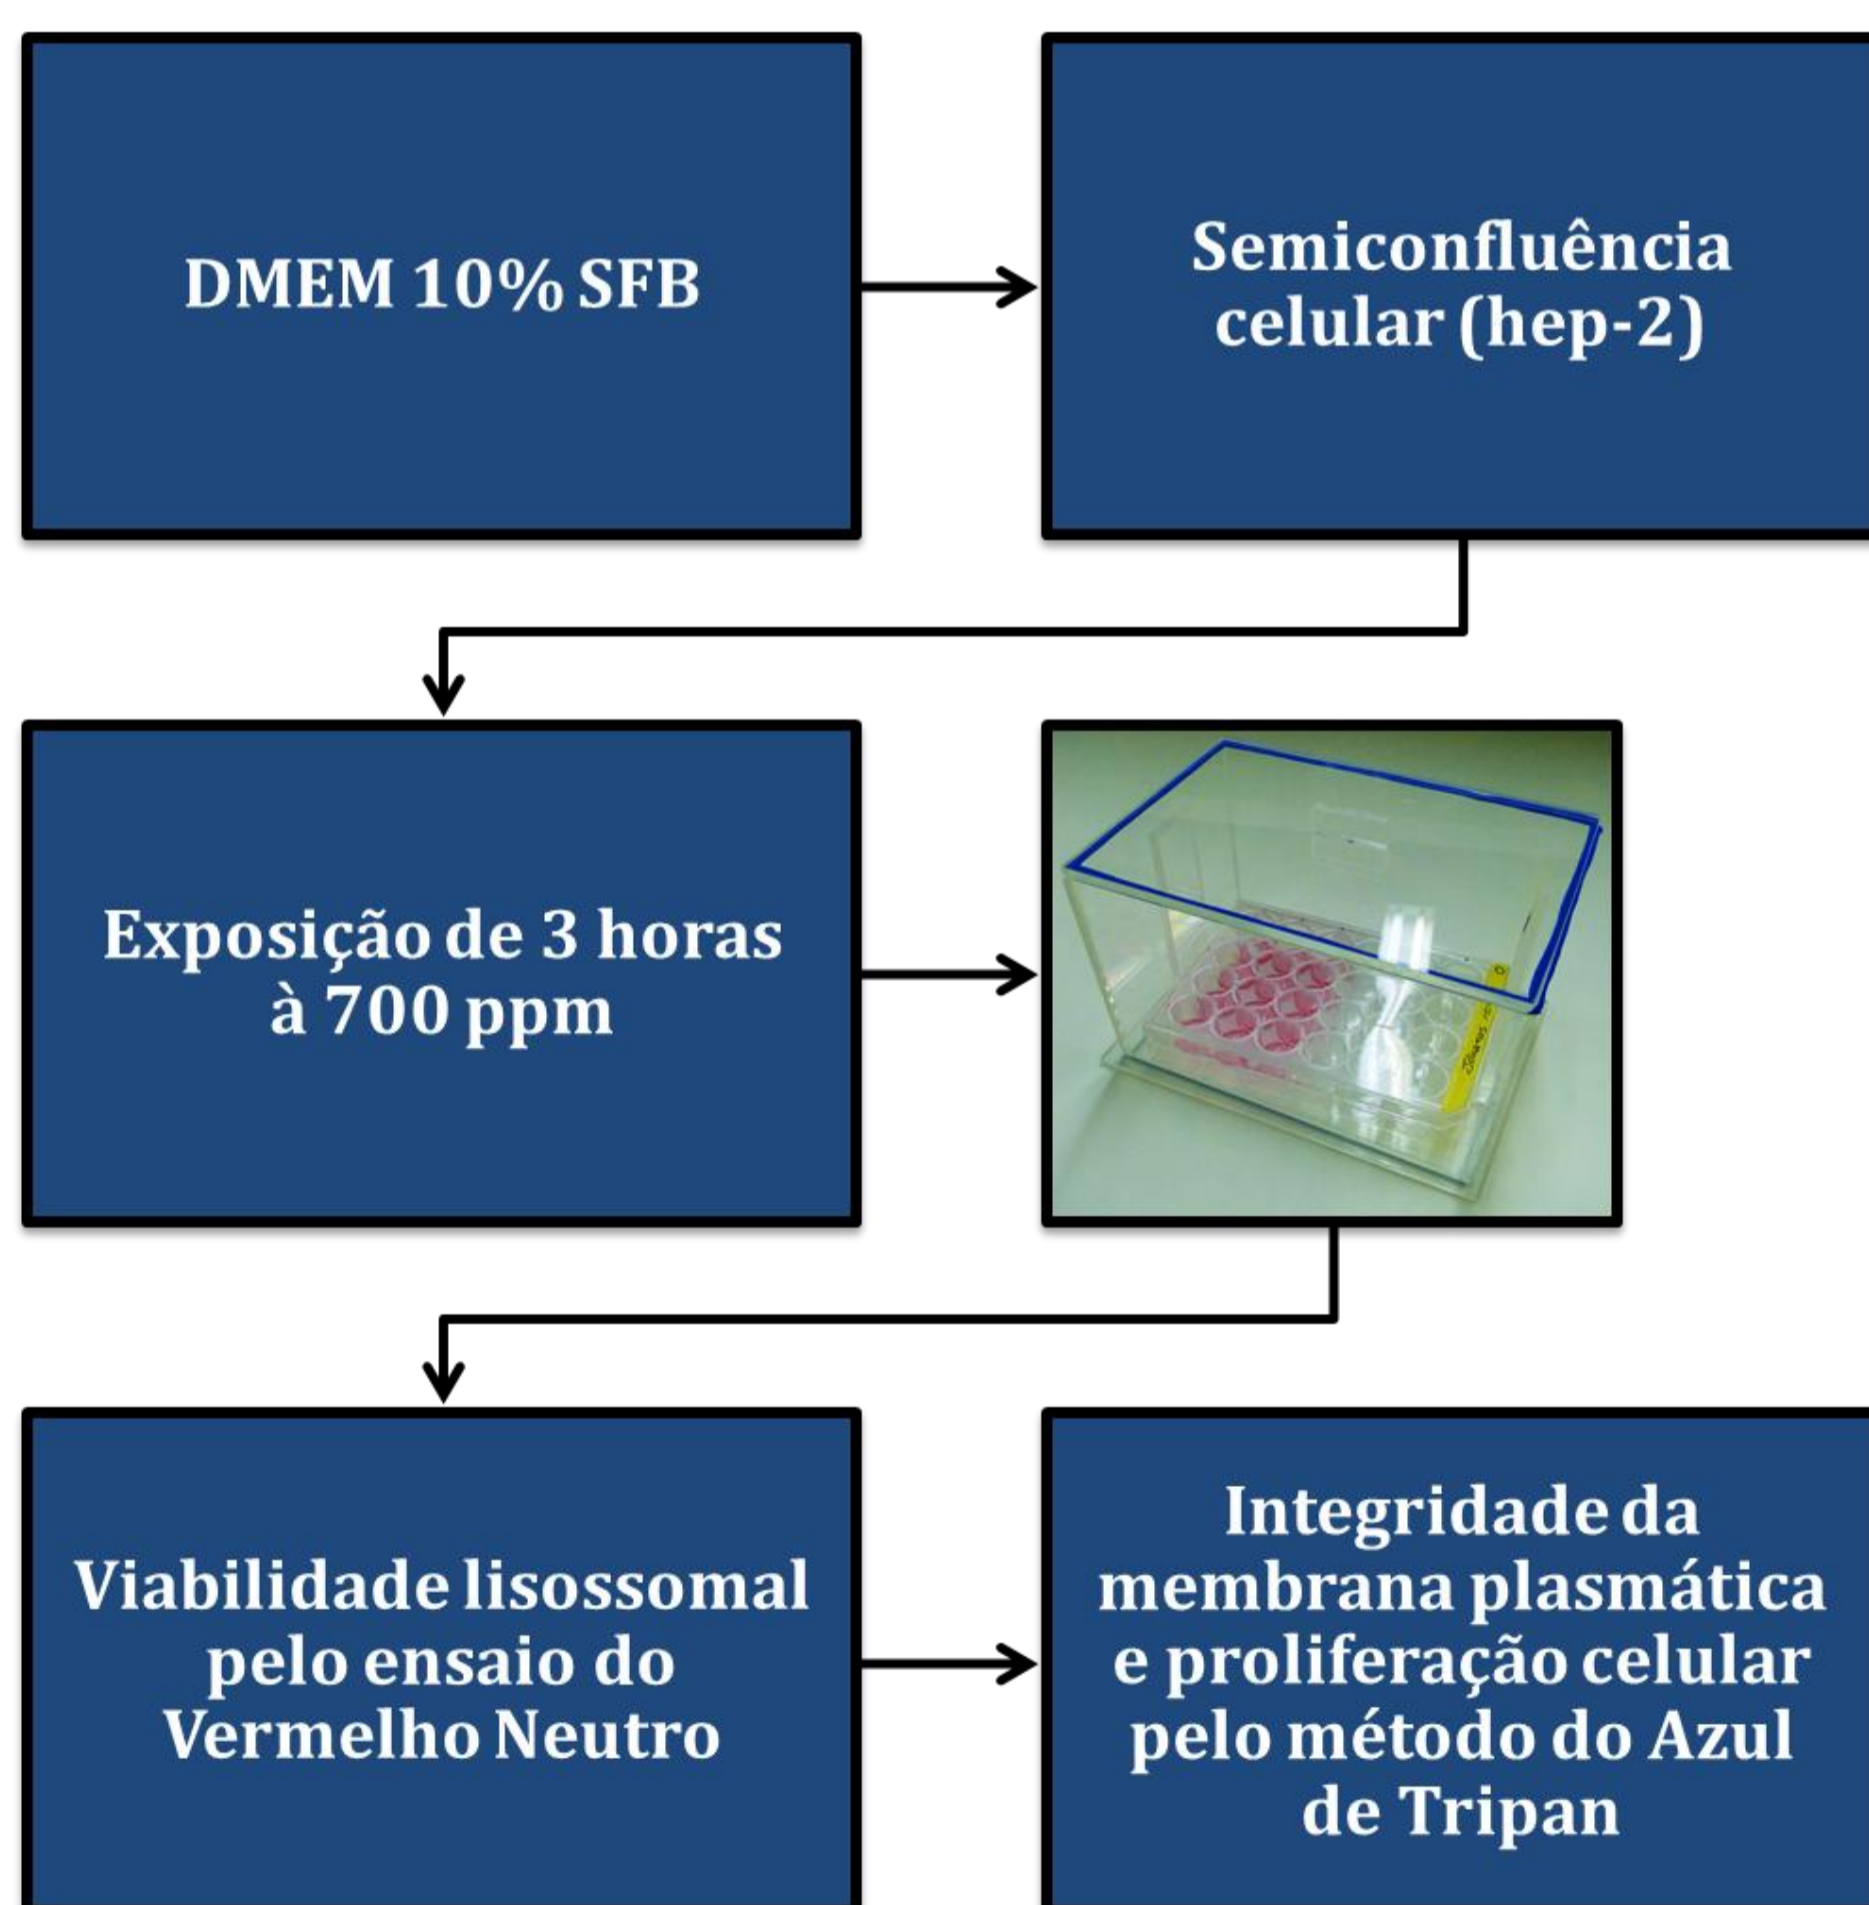 DMEM 10% SFB
Semiconfluência
celular (hep-2)
Exposição de 3 horas
à 700 ppm
Viabilidade lisossomal
pelo ensaio do
Vermelho Neutro
Integridade da
membrana plasmática
e proliferação celular
pelo método do Azul
de Tripan